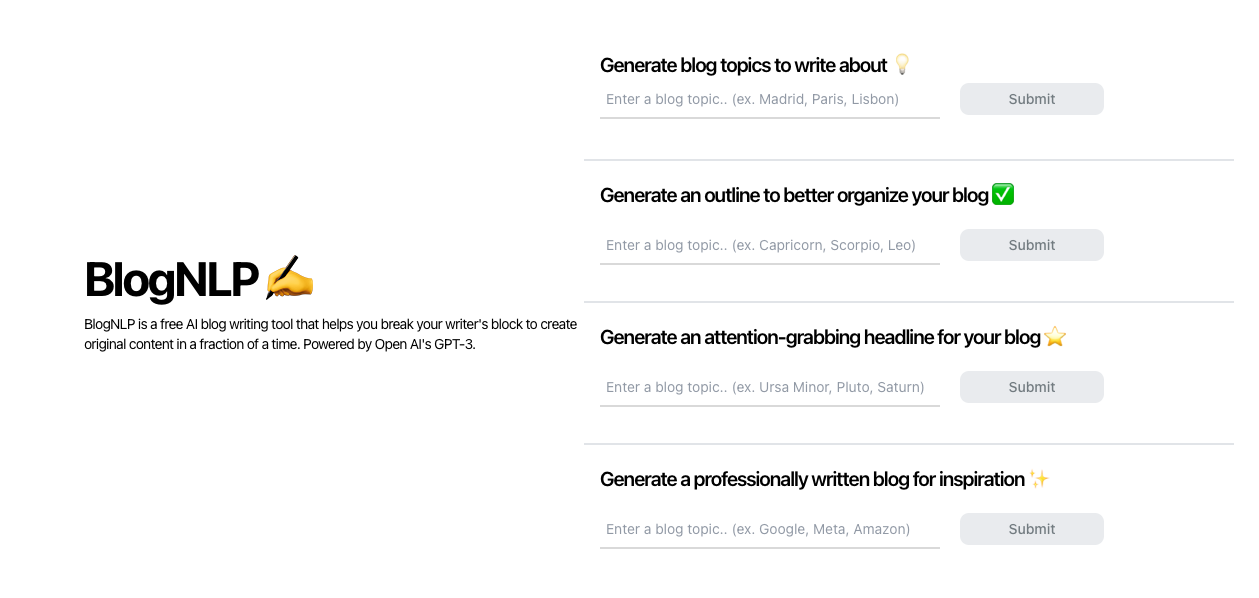 BlogNLP ✍️
BlogNLP is a free AI blog writing tool that helps you break your writer's block to create
original content in a fraction of a time. Powered by Open AI's GPT-3.
Generate blog topics to write about 💡
Enter a blog topic.. (ex. Madrid, Paris, Lisbon)
Submit
Generate an outline to better organize your blog ✅
Enter a blog topic.. (ex. Capricorn, Scorpio, Leo)
Submit
Generate an attention-grabbing headline for your blog ⭐
Enter a blog topic.. (ex. Ursa Minor, Pluto, Saturn)
Submit
Generate a professionally written blog for inspiration ✨
Enter a blog topic.. (ex. Google, Meta, Amazon)
Submit